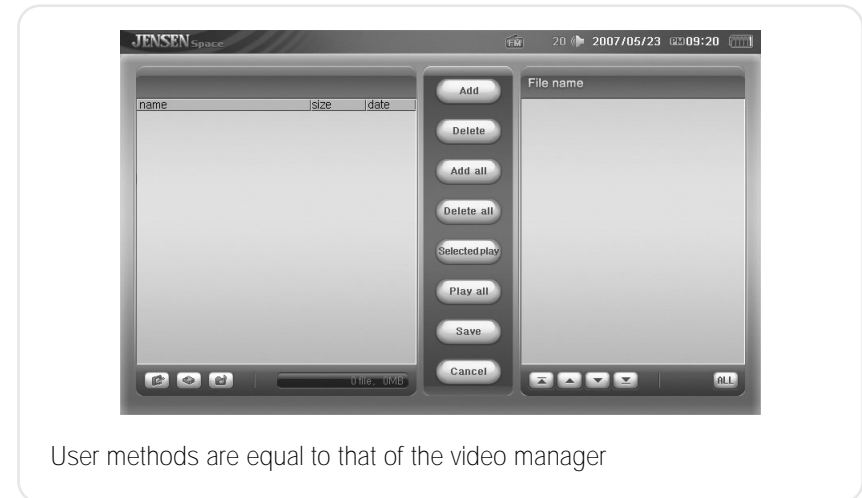 JENSEN Space FM 20 2007/05/23 PM 09:20
File name
name size date
Add
Delete
Add all
Delete all
Selected play
Play all
Save
Cancel
0 file, 0MB
ALL
User methods are equal to that of the video manager